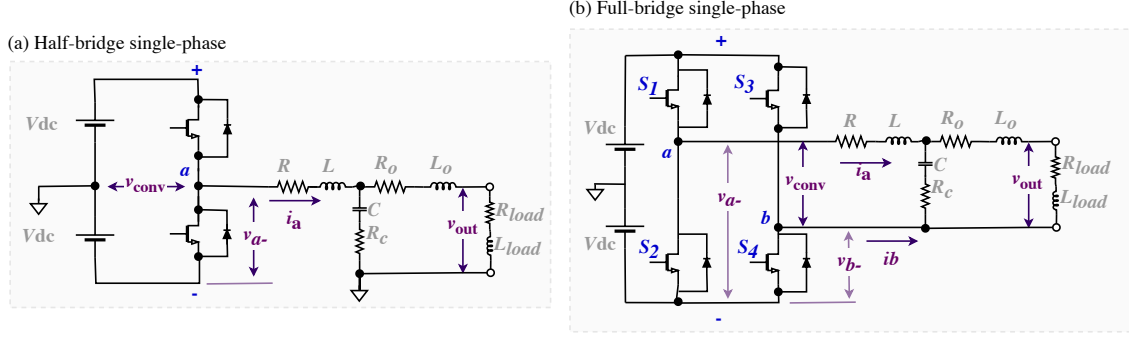 (a) Half-bridge single-phase
+
Vdc
a
vconv
R
L
Ro
Lo
ia
C
Rc
va-
vout
Rload
Lload
Vdc
-
(b) Full-bridge single-phase
+
S1
S3
Vdc
a
R
L
Ro
Lo
ia
vconv
C
Rc
va-
vout
Rload
Lload
b
Vdc
S2
S4
vb-
ib
-